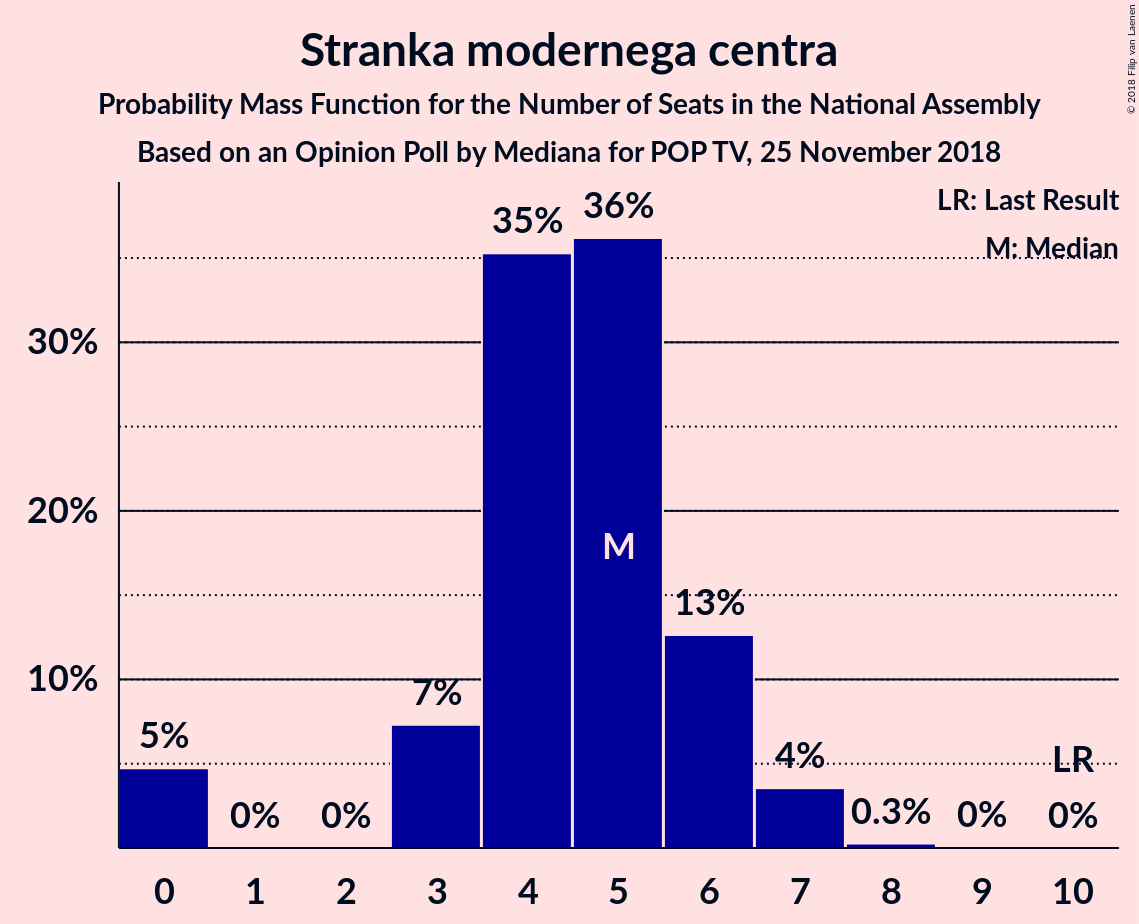 Stranka modernega centra
Probability Mass Function for the Number of Seats in the National Assembly
Based on an Opinion Poll by Mediana for POP TV, 25 November 2018
© 2018 Filip van Laenen
LR: Last Result
M: Median
30%
20%
10%
5%
0%
0%
7%
35%
36%
M
13%
4%
0.3%
0%
LR
0%
0 1 2 3 4 5 6 7 8 9 10